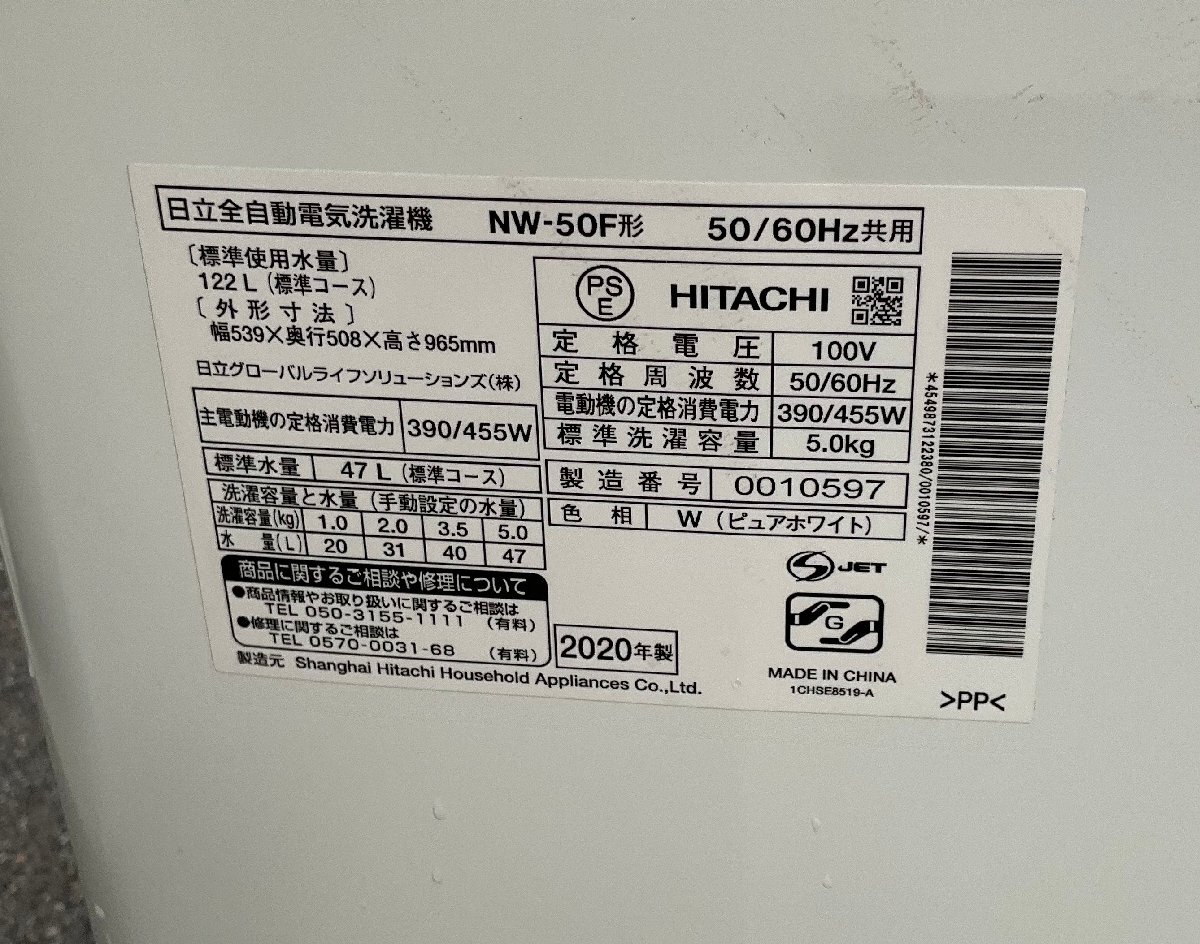 日立全自動電気洗濯機 NW-50F形 50/60Hz共用
〔標準使用水量〕
122 L (標準コース)
〔外形寸法〕
幅539×奥行508×高さ965mm
日立グローバルライフソリューションズ(株)
主電動機の定格消費電力 390/455W
標準水量 47 L (標準コース)
洗濯容量と水量 (手動設定の水量)
洗濯容量(kg) 1.0 2.0 3.5 5.0
水量(L) 20 31 40 47
商品に関するご相談や修理について
●商品情報やお取り扱いに関するご相談は
TEL 050-3155-1111 (有料)
●修理に関するご相談は
TEL 0570-0031-68 (有料)
製造元 Shanghai Hitachi Household Appliances Co.,Ltd.
PS
E
HITACHI
定格電圧 100V
定格周波数 50/60Hz
電動機の定格消費電力 390/455W
標準洗濯容量 5.0kg
製造番号 0010597
色相 W (ピュアホワイト)
S JET
G
2020年製
MADE IN CHINA
1CHSE8519-A
*4549873122380/0010597/*
>PP<